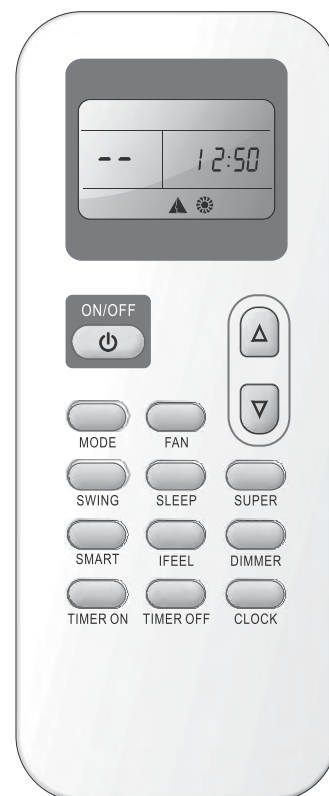 -- 12:50
ON/OFF
MODE FAN
SWING SLEEP SUPER
SMART IFEEL DIMMER
TIMER ON TIMER OFF CLOCK